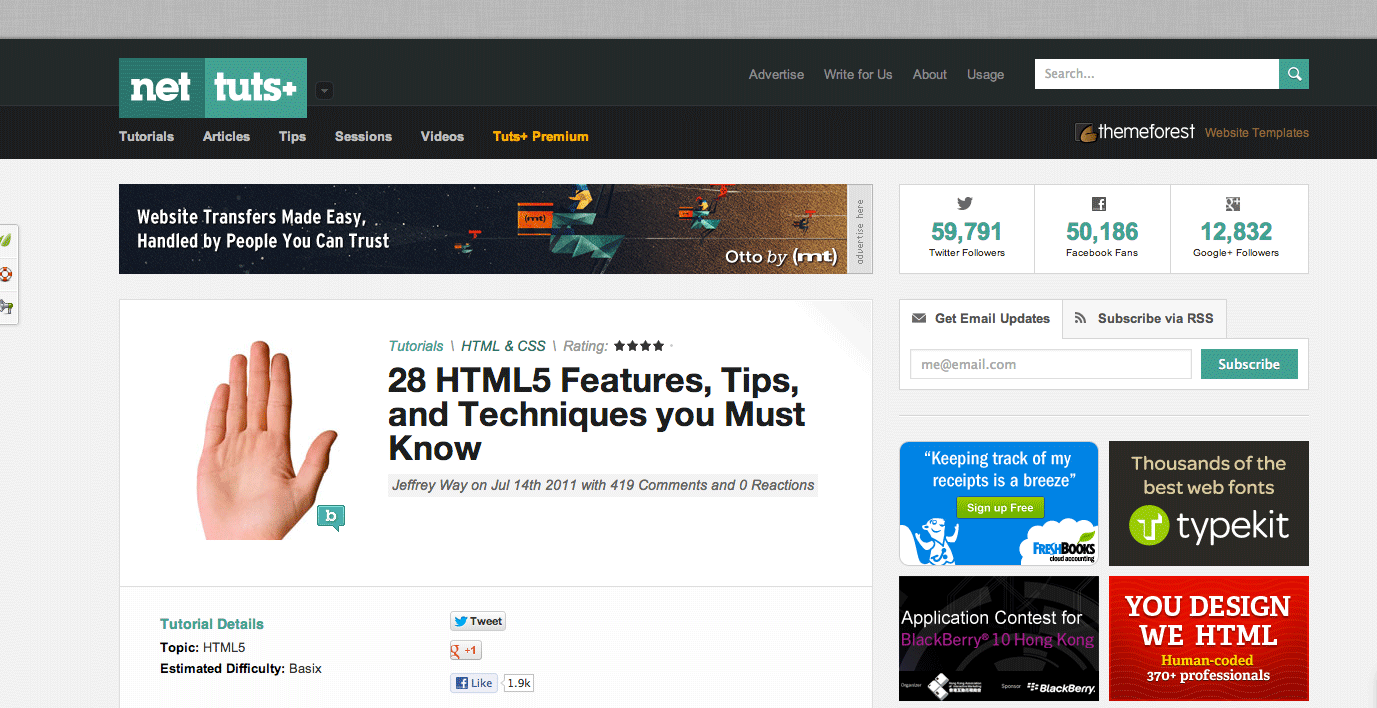 net tuts+
Advertise Write for Us About Usage
Search...
Tutorials Articles Tips Sessions Videos Tuts+ Premium
themeforest Website Templates
Website Transfers Made Easy,
Handled by People You Can Trust
(mt)
Otto by (mt)
advertise here
59,791
Twitter Followers
50,186
Facebook Fans
12,832
Google+ Followers
Get Email Updates
Subscribe via RSS
me@email.com
Subscribe
Tutorials \ HTML & CSS \ Rating: ★★★★
28 HTML5 Features, Tips,
and Techniques you Must
Know
Jeffrey Way on Jul 14th 2011 with 419 Comments and 0 Reactions
b
“Keeping track of my
receipts is a breeze”
Sign up Free
FRESHBOOKS
cloud accounting
Thousands of the
best web fonts
typekit
Application Contest for
BlackBerry® 10 Hong Kong
Organizer
Sponsor
BlackBerry.
YOU DESIGN
WE HTML
Human-coded
370+ professionals
Tutorial Details
Topic: HTML5
Estimated Difficulty: Basix
Tweet
g +1
Like 1.9k